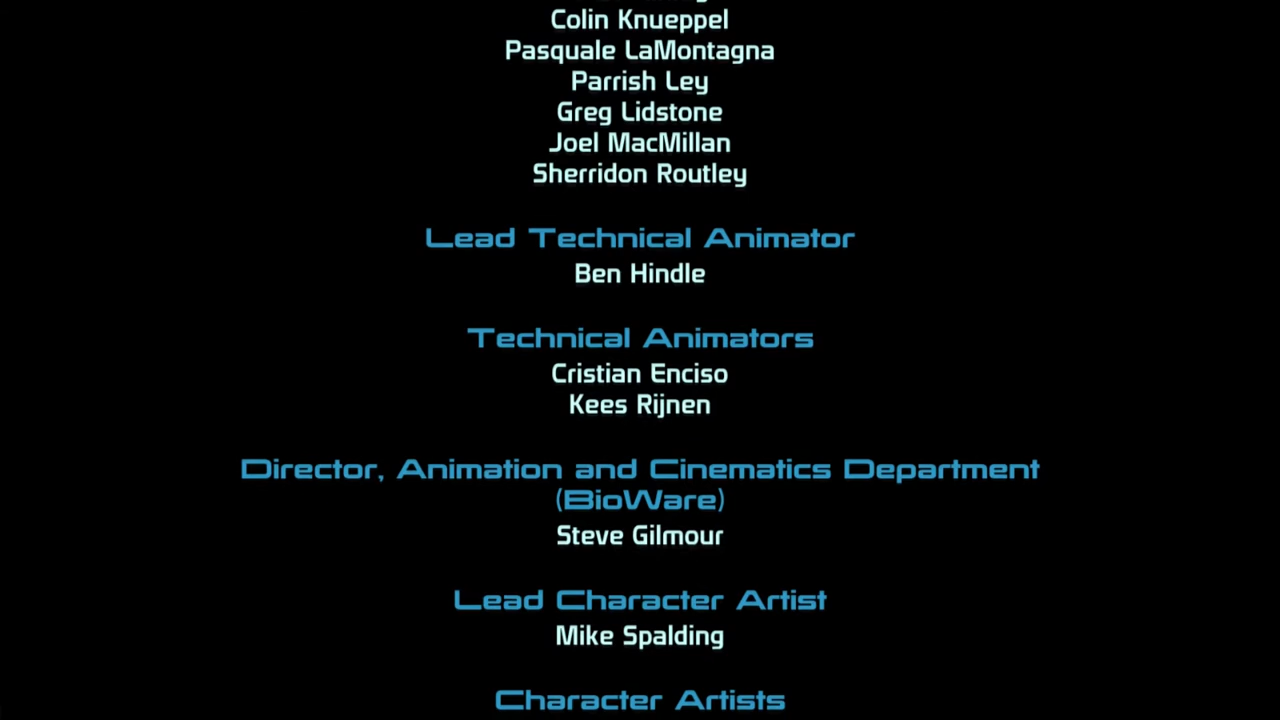 Colin Knueppel
Pasquale LaMontagna
Parrish Ley
Greg Lidstone
Joel MacMillan
Sherridon Routley
Lead Technical Animator
Ben Hindle
Technical Animators
Cristian Enciso
Kees Rijnen
Director, Animation and Cinematics Department
(BioWare)
Steve Gilmour
Lead Character Artist
Mike Spalding
Character Artists